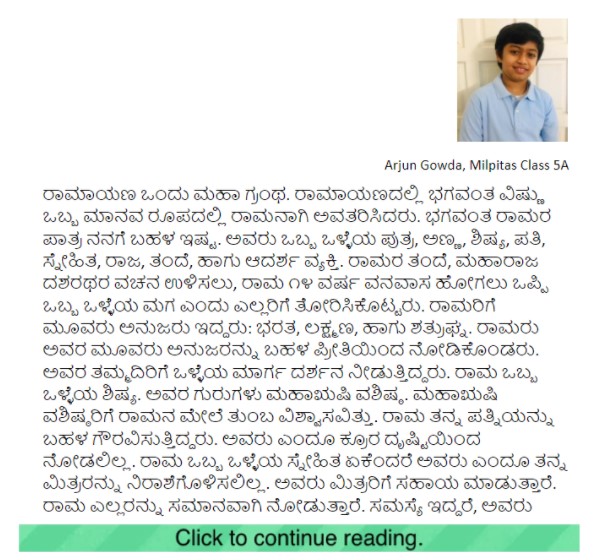 Arjun Gowda, Milpitas Class 5A
ರಾಮಾಯಣ ಒಂದು ಮಹಾ ಗ್ರಂಥ. ರಾಮಾಯಣದಲ್ಲಿ ಭಗವಂತ ವಿಷ್ಣು
ಒಬ್ಬ ಮಾನವ ರೂಪದಲ್ಲಿ ರಾಮನಾಗಿ ಅವತರಿಸಿದರು. ಭಗವಂತ ರಾಮರ
ಪಾತ್ರ ನನಗೆ ಬಹಳ ಇಷ್ಟ. ಅವರು ಒಬ್ಬ ಒಳ್ಳೆಯ ಪುತ್ರ, ಅಣ್ಣ, ಶಿಷ್ಯ, ಪತಿ,
ಸ್ನೇಹಿತ, ರಾಜ, ತಂದೆ, ಹಾಗು ಆದರ್ಶ ವ್ಯಕ್ತಿ. ರಾಮರ ತಂದೆ, ಮಹಾರಾಜ
ದಶರಥರ ವಚನ ಉಳಿಸಲು, ರಾಮ ೧೪ ವರ್ಷ ವನವಾಸ ಹೋಗಲು ಒಪ್ಪಿ
ಒಬ್ಬ ಒಳ್ಳೆಯ ಮಗ ಎಂದು ಎಲ್ಲರಿಗೆ ತೋರಿಸಿಕೊಟ್ಟರು. ರಾಮರಿಗೆ
ಮೂವರು ಅನುಜರು ಇದ್ದರು: ಭರತ, ಲಕ್ಷ್ಮಣ, ಹಾಗು ಶತ್ರುಘ್ನ. ರಾಮರು
ಅವರ ಮೂವರು ಅನುಜರನ್ನು ಬಹಳ ಪ್ರೀತಿಯಿಂದ ನೋಡಿಕೊಂಡರು.
ಅವರ ತಮ್ಮದಿರಿಗೆ ಒಳ್ಳೆಯ ಮಾರ್ಗ ದರ್ಶನ ನೀಡುತ್ತಿದ್ದರು. ರಾಮ ಒಬ್ಬ
ಒಳ್ಳೆಯ ಶಿಷ್ಯ. ಅವರ ಗುರುಗಳು ಮಹಾಋಷಿ ವಶಿಷ್ಠ. ಮಹಾಋಷಿ
ವಶಿಷ್ಠರಿಗೆ ರಾಮನ ಮೇಲೆ ತುಂಬ ವಿಶ್ವಾಸವಿತ್ತು. ರಾಮ ತನ್ನ ಪತ್ನಿಯನ್ನು
ಬಹಳ ಗೌರವಿಸುತ್ತಿದ್ದರು. ಅವರು ಎಂದೂ ಕ್ರೂರ ದೃಷ್ಟಿಯಿಂದ
ನೋಡಲಿಲ್ಲ. ರಾಮ ಒಬ್ಬ ಒಳ್ಳೆಯ ಸ್ನೇಹಿತ ಏಕೆಂದರೆ ಅವರು ಎಂದೂ ತನ್ನ
ಮಿತ್ರರನ್ನು ನಿರಾಶೆಗೊಳಿಸಲಿಲ್ಲ. ಅವರು ಮಿತ್ರರಿಗೆ ಸಹಾಯ ಮಾಡುತ್ತಾರೆ.
ರಾಮ ಎಲ್ಲರನ್ನು ಸಮಾನವಾಗಿ ನೋಡುತ್ತಾರೆ. ಸಮಸ್ಯೆ ಇದ್ದರೆ, ಅವರು
Click to continue reading.